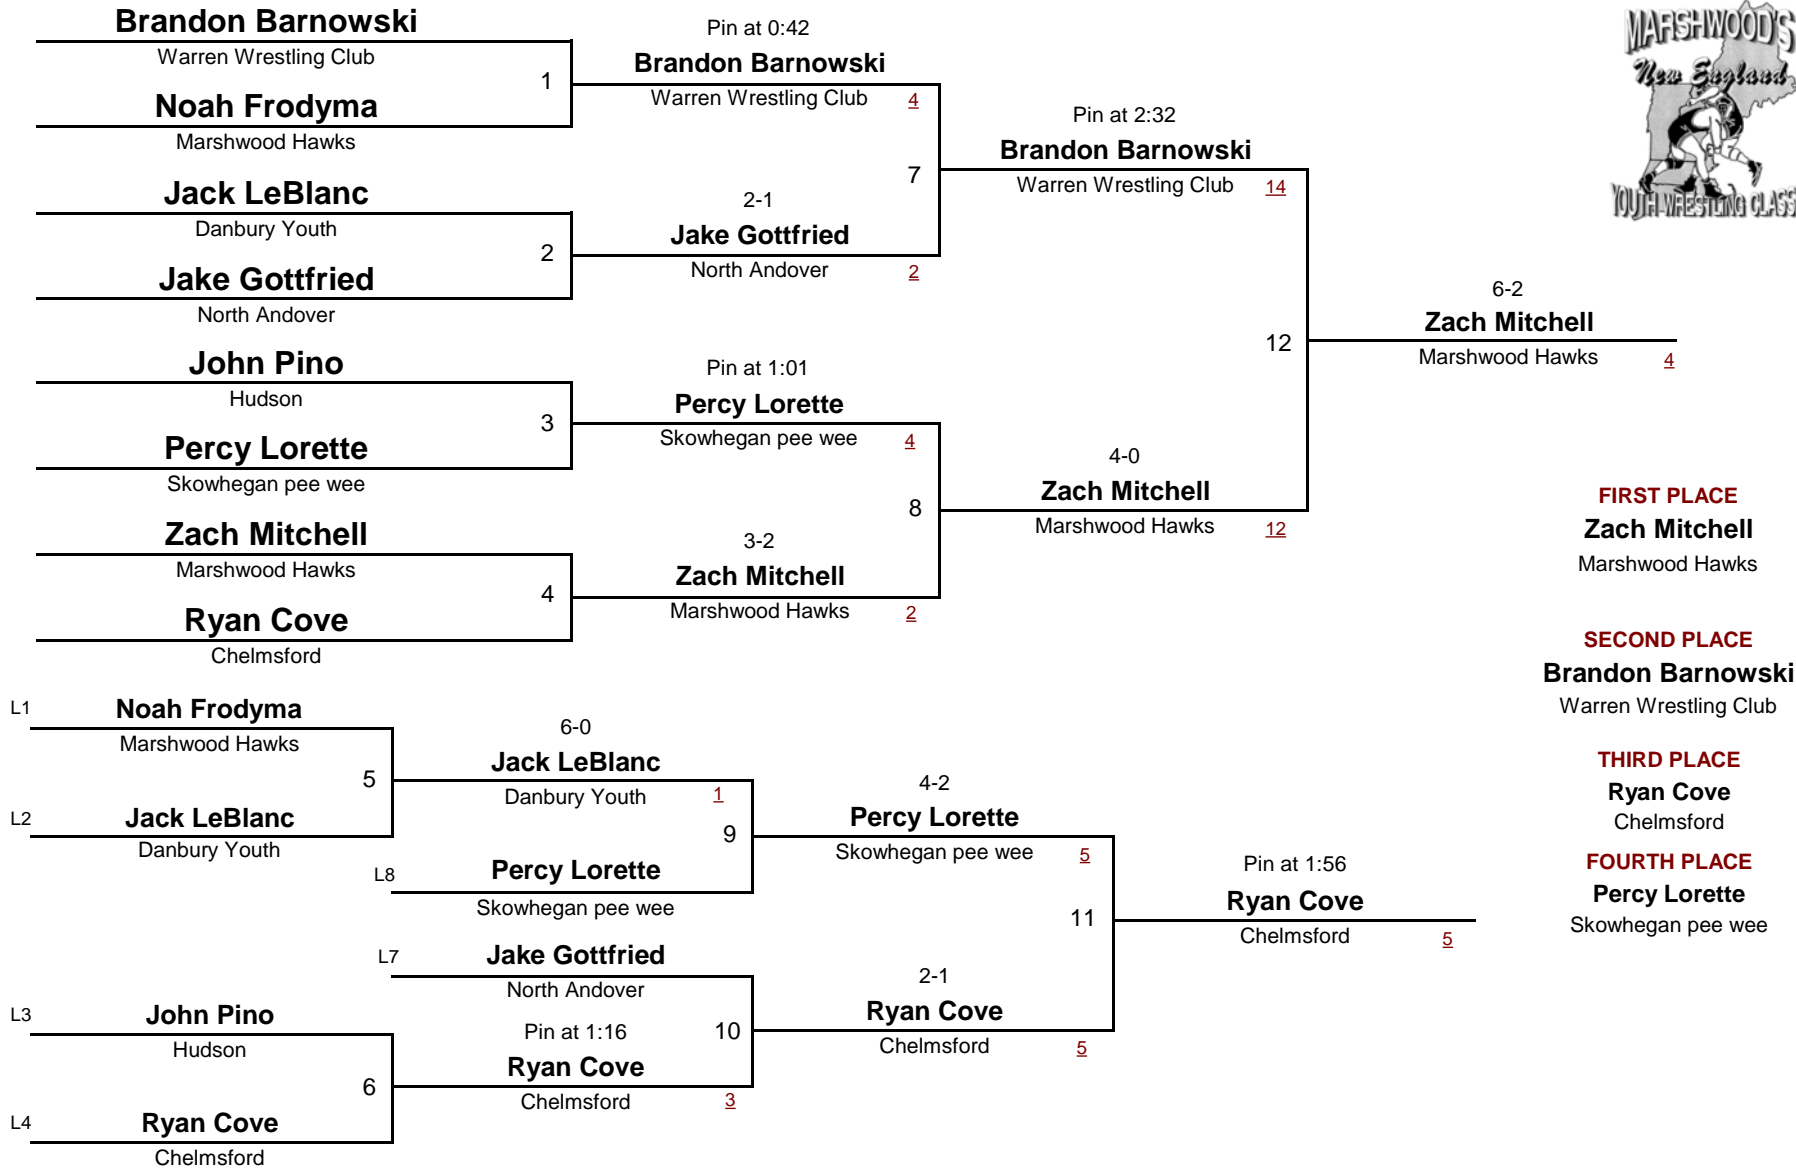 Brandon Barnowski
Warren Wrestling Club
1
Noah Frodyma
Marshwood Hawks
Jack LeBlanc
Danbury Youth
2
Jake Gottfried
North Andover
John Pino
Hudson
3
Percy Lorette
Skowhegan pee wee
Zach Mitchell
Marshwood Hawks
4
Ryan Cove
Chelmsford
Pin at 0:42
Brandon Barnowski
Warren Wrestling Club 4
7
2-1
Jake Gottfried
North Andover 2
Pin at 1:01
Percy Lorette
Skowhegan pee wee 4
8
3-2
Zach Mitchell
Marshwood Hawks 2
Pin at 2:32
Brandon Barnowski
Warren Wrestling Club 14
12
4-0
Zach Mitchell
Marshwood Hawks 12
6-2
Zach Mitchell
Marshwood Hawks 4
MARSHWOOD'S
New England
YOUTH WRESTLING CLASS
FIRST PLACE
Zach Mitchell
Marshwood Hawks
SECOND PLACE
Brandon Barnowski
Warren Wrestling Club
THIRD PLACE
Ryan Cove
Chelmsford
FOURTH PLACE
Percy Lorette
Skowhegan pee wee
L1 Noah Frodyma
Marshwood Hawks
5
L2 Jack LeBlanc
Danbury Youth
6-0
Jack LeBlanc
Danbury Youth 1
9
L8 Percy Lorette
Skowhegan pee wee
L7 Jake Gottfried
North Andover
10
L3 John Pino
Hudson
6
L4 Ryan Cove
Chelmsford
Pin at 1:16
Ryan Cove
Chelmsford 3
4-2
Percy Lorette
Skowhegan pee wee 5
11
2-1
Ryan Cove
Chelmsford 5
Pin at 1:56
Ryan Cove
Chelmsford 5